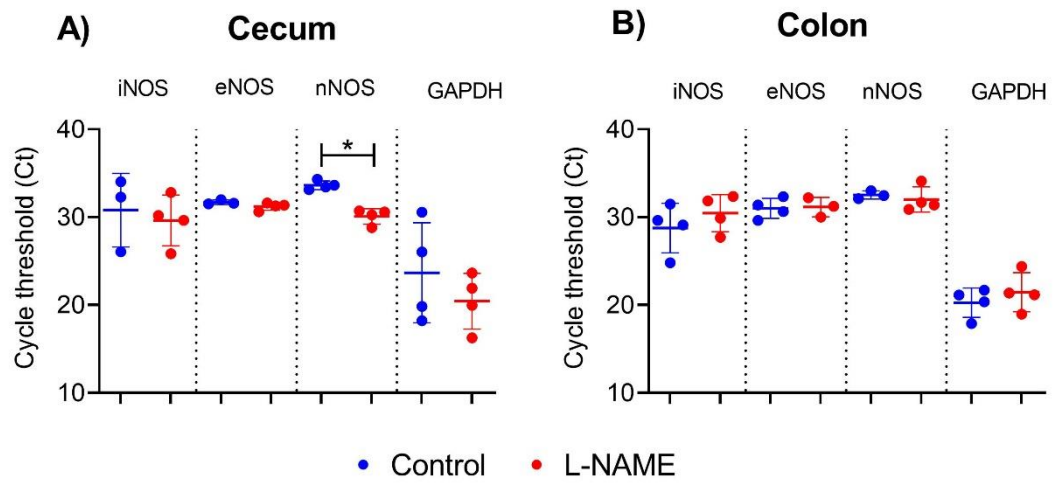 A) Cecum
iNOS eNOS nNOS GAPDH
Cycle threshold (Ct)
40
30
20
10
*
B) Colon
iNOS eNOS nNOS GAPDH
Cycle threshold (Ct)
40
30
20
10
Control L-NAME